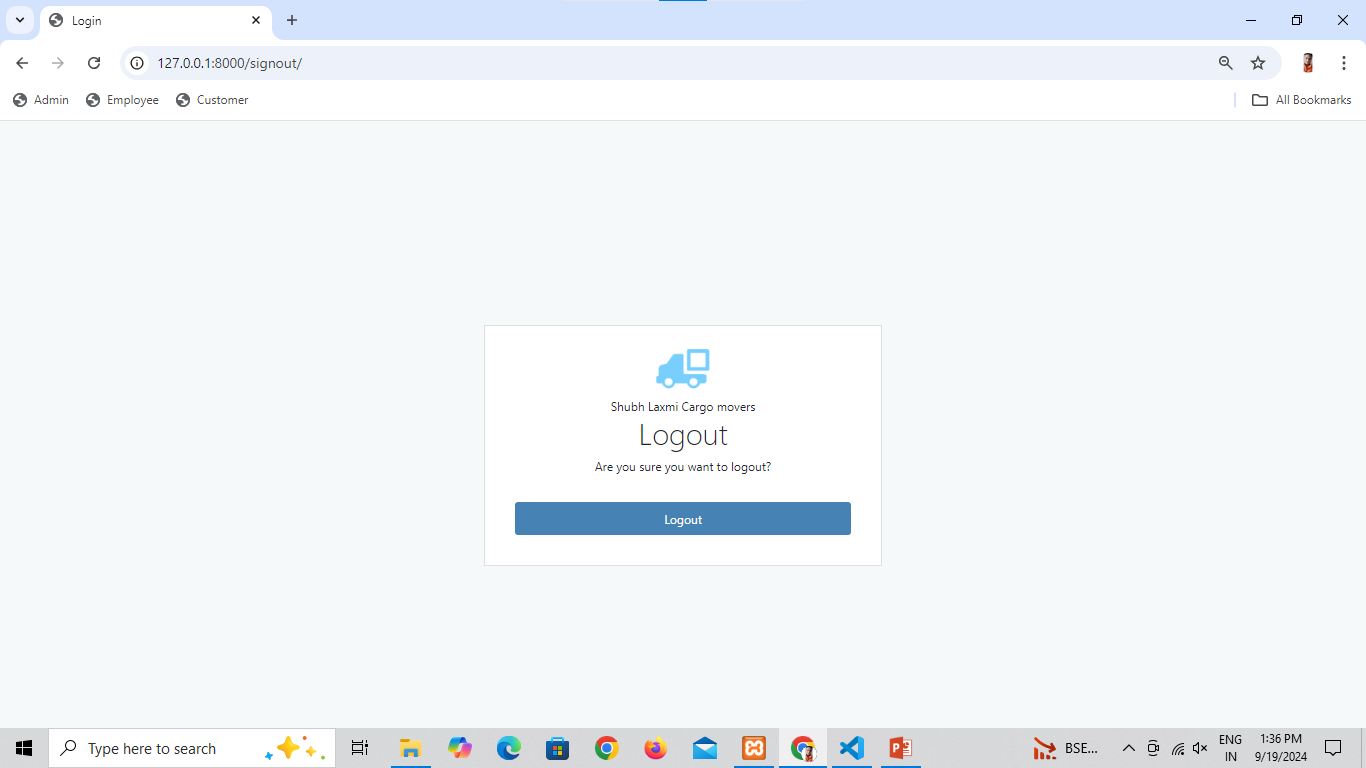 Login
127.0.0.1:8000/signout/
Admin Employee Customer All Bookmarks
Shubh Laxmi Cargo movers
Logout
Are you sure you want to logout?
Logout
Type here to search
BSE...
ENG
IN
1:36 PM
9/19/2024